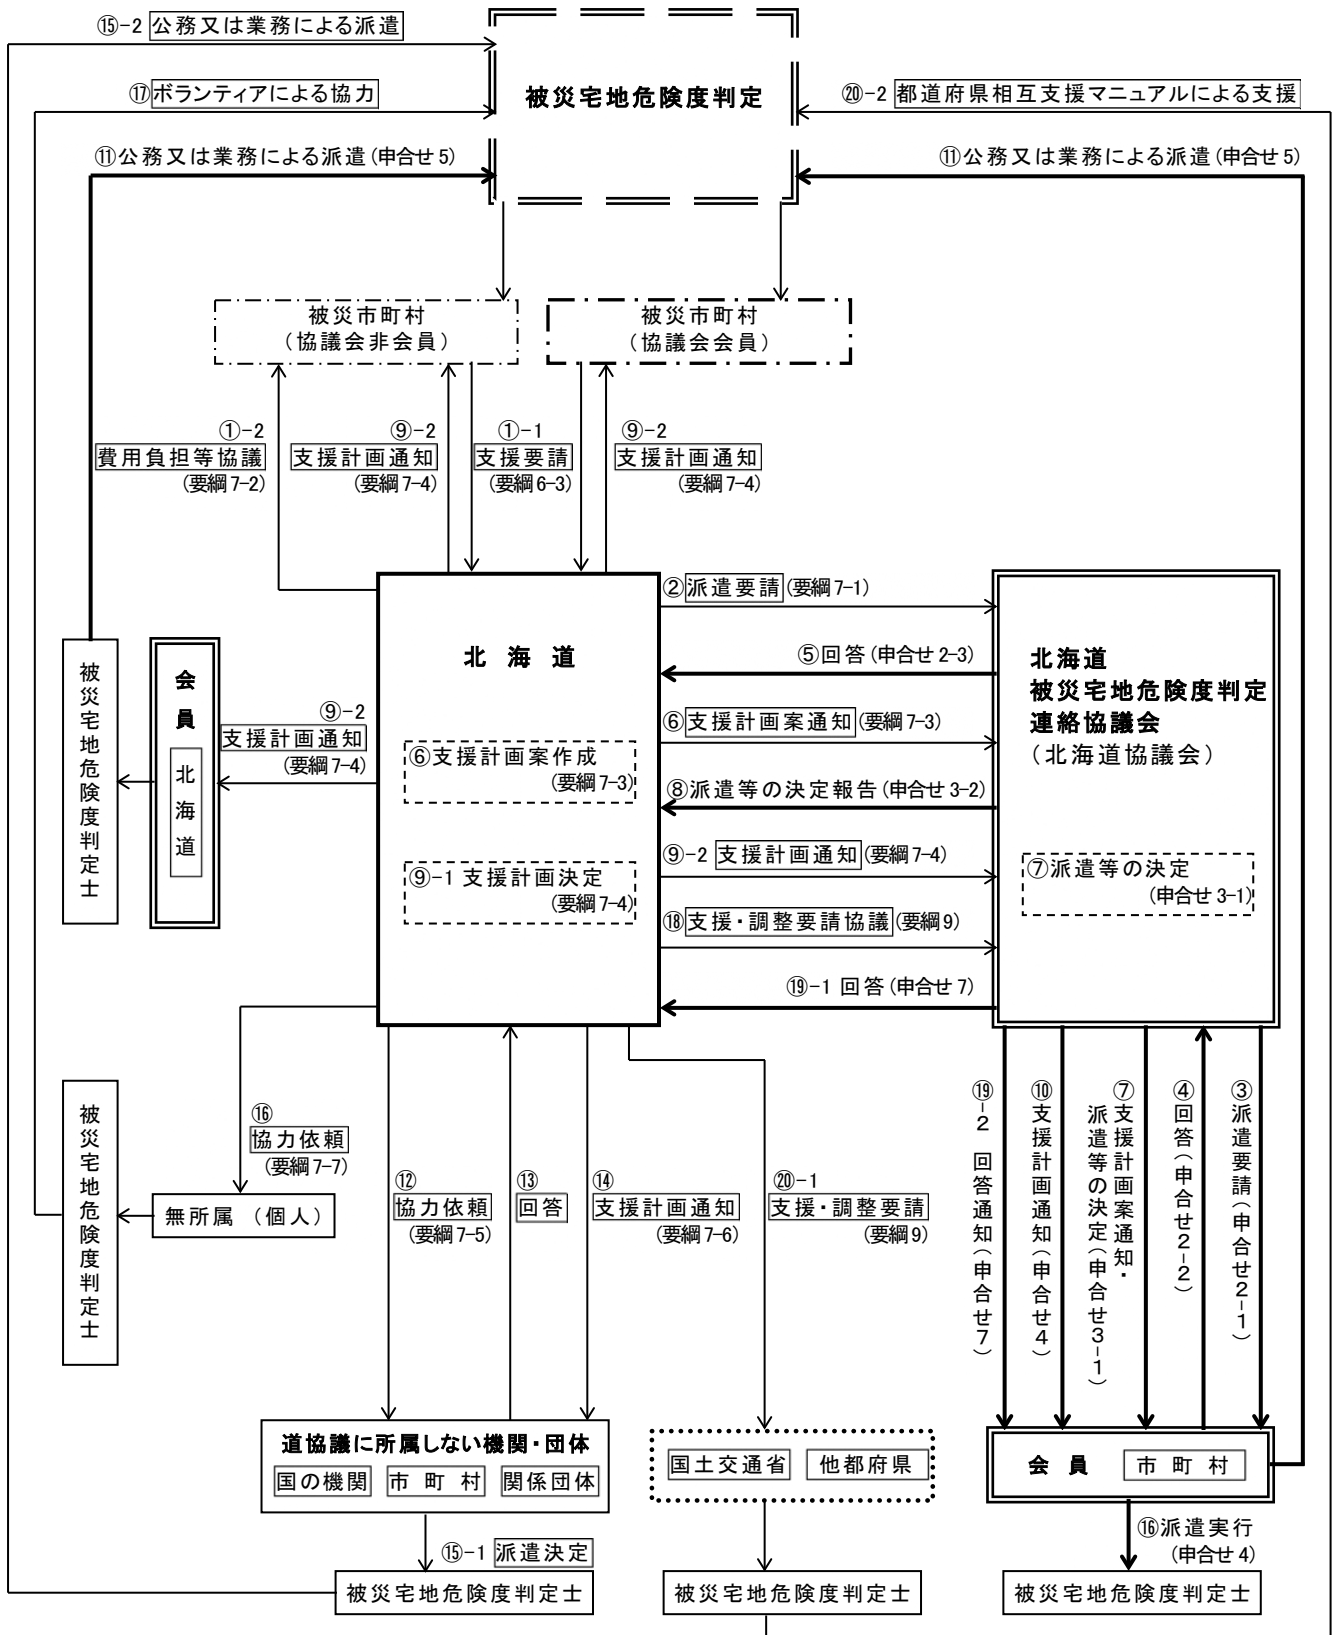 ⑮-2 公務又は業務による派遣
被災宅地危険度判定
⑰ボランティアによる協力
⑳-2 都道府県相互支援マニュアルによる支援
⑪公務又は業務による派遣(申合せ5)
⑪公務又は業務による派遣(申合せ5)
被災市町村
(協議会非会員)
被災市町村
(協議会会員)
①-2
費用負担等協議
(要綱7-2)
⑨-2
支援計画通知
(要綱7-4)
①-1
支援要請
(要綱6-3)
⑨-2
支援計画通知
(要綱7-4)
北 海 道
②派遣要請(要綱7-1)
⑤回答(申合せ2-3)
⑥支援計画案通知(要綱7-3)
⑧派遣等の決定報告(申合せ3-2)
⑨-2 支援計画通知(要綱7-4)
⑱支援・調整要請協議(要綱9)
⑲-1 回答(申合せ7)
⑥支援計画案作成
(要綱7-3)
⑨-1 支援計画決定
(要綱7-4)
北海道
被災宅地危険度判定
連絡協議会
(北海道協議会)
⑦派遣等の決定
(申合せ3-1)
被災宅地危険度判定士
会員
北海道
⑨-2
支援計画通知
(要綱7-4)
被災宅地危険度判定士
⑯
協力依頼
(要綱7-7)
無所属 (個人)
⑫
協力依頼
(要綱7-5)
⑬
回答
⑭
支援計画通知
(要綱7-6)
⑳-1
支援・調整要請
(要綱9)
⑲-2 回答通知(申合せ7)
⑩支援計画通知(申合せ4)
⑦支援計画案通知・
派遣等の決定(申合せ3-1)
④回答(申合せ2-2)
③派遣要請(申合せ2-1)
道協議に所属しない機関・団体
国の機関 市 町 村 関係団体
国土交通省 他都府県
会 員 市 町 村
⑮-1 派遣決定
⑯派遣実行
(申合せ4)
被災宅地危険度判定士
被災宅地危険度判定士
被災宅地危険度判定士